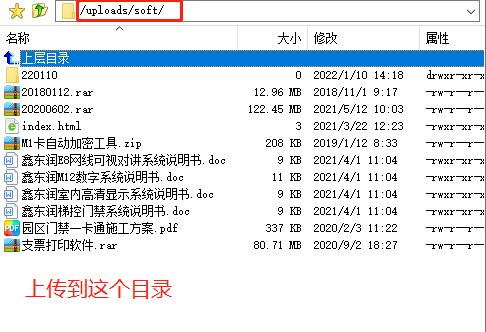 /uploads/soft/
名称 大小 修改 属性
上层目录
220110 0 2022/1/10 14:18 drwxr-xr-x
20180112.rar 12.96 MB 2018/11/1 9:17 -rw-r--r--
20200602.rar 122.45 MB 2021/5/12 10:03 -rw-r--r--
index.html 3 2021/3/22 12:23 -rwxr-xr-x
M1卡自动加密工具.zip 208 KB 2019/1/12 8:33 -rw-r--r--
鑫东润E8网线可视对讲系统说明书.doc 9 KB 2021/4/1 11:04 -rwxr-xr-x
鑫东润M12数字系统说明书.doc 11 KB 2021/4/1 11:04 -rwxr-xr-x
鑫东润室内高清显示系统说明书.doc 9 KB 2021/4/1 11:04 -rwxr-xr-x
鑫东润梯控门禁系统说明书.doc 9 KB 2021/4/1 11:04 -rwxr-xr-x
园区门禁一卡通施工方案.pdf 337 KB 2020/2/3 11:22 -rw-r--r--
支票打印软件.rar 80.71 MB 2020/9/2 18:27 -rw-r--r--
上传到这个目录